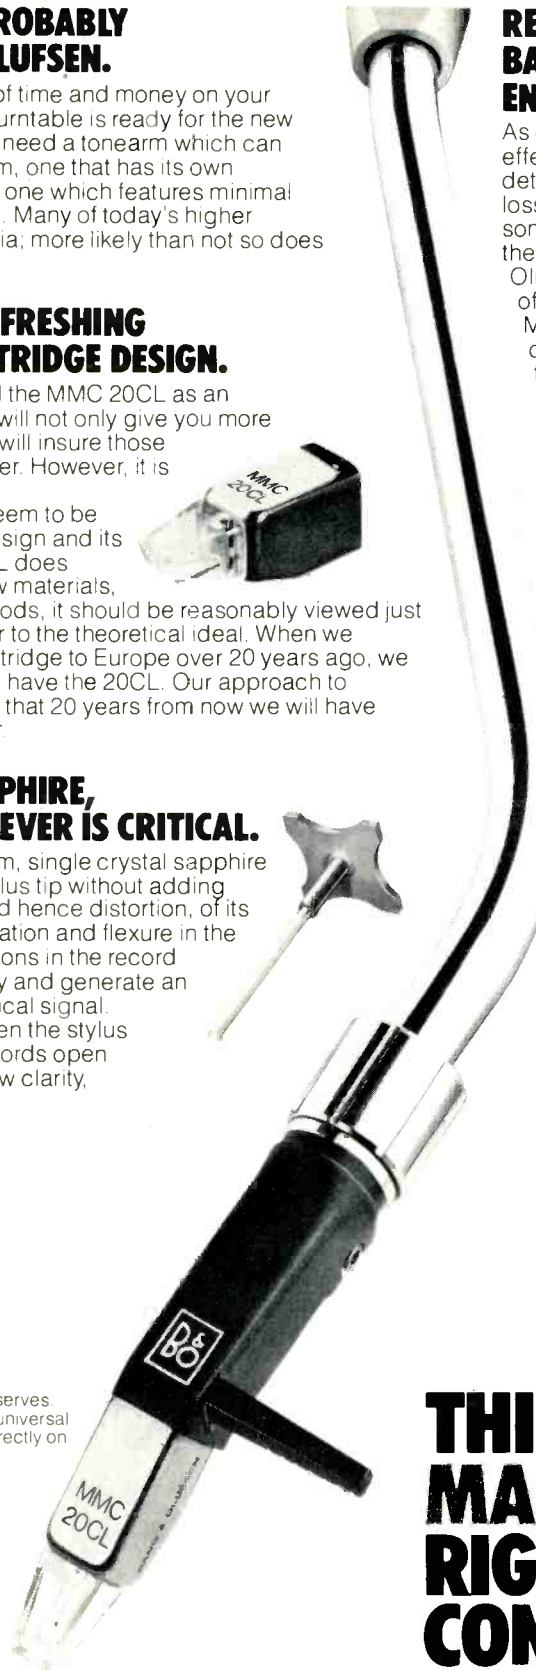 ROBABLY
LUFSEN.
of time and money on your
urntable is ready for the new
need a tonearm which can
m, one that has its own
one which features minimal
. Many of today's higher
ia; more likely than not so does
FRESHING
TRIDGE DESIGN.
d the MMC 20CL as an
will not only give you more
will insure those
er. However, it is
eem to be
sign and its
L does
w materials,
ods, it should be reasonably viewed just
r to the theoretical ideal. When we
tridge to Europe over 20 years ago, we
have the 20CL. Our approach to
that 20 years from now we will have
r.
MMC
20CL
PHIRE,
EVER IS CRITICAL.
m, single crystal sapphire
lus tip without adding
d hence distortion, of its
ation and flexure in the
ons in the record
y and generate an
ical signal.
en the stylus
ords open
w clarity,
serves.
universal
rectly on
B&O
MMC
20CL
BANG & OLUFSEN
RE
BA
EN
As
effe
det
loss
som
the
Ol
of
M
c
t
THI
MA
RIG
CON